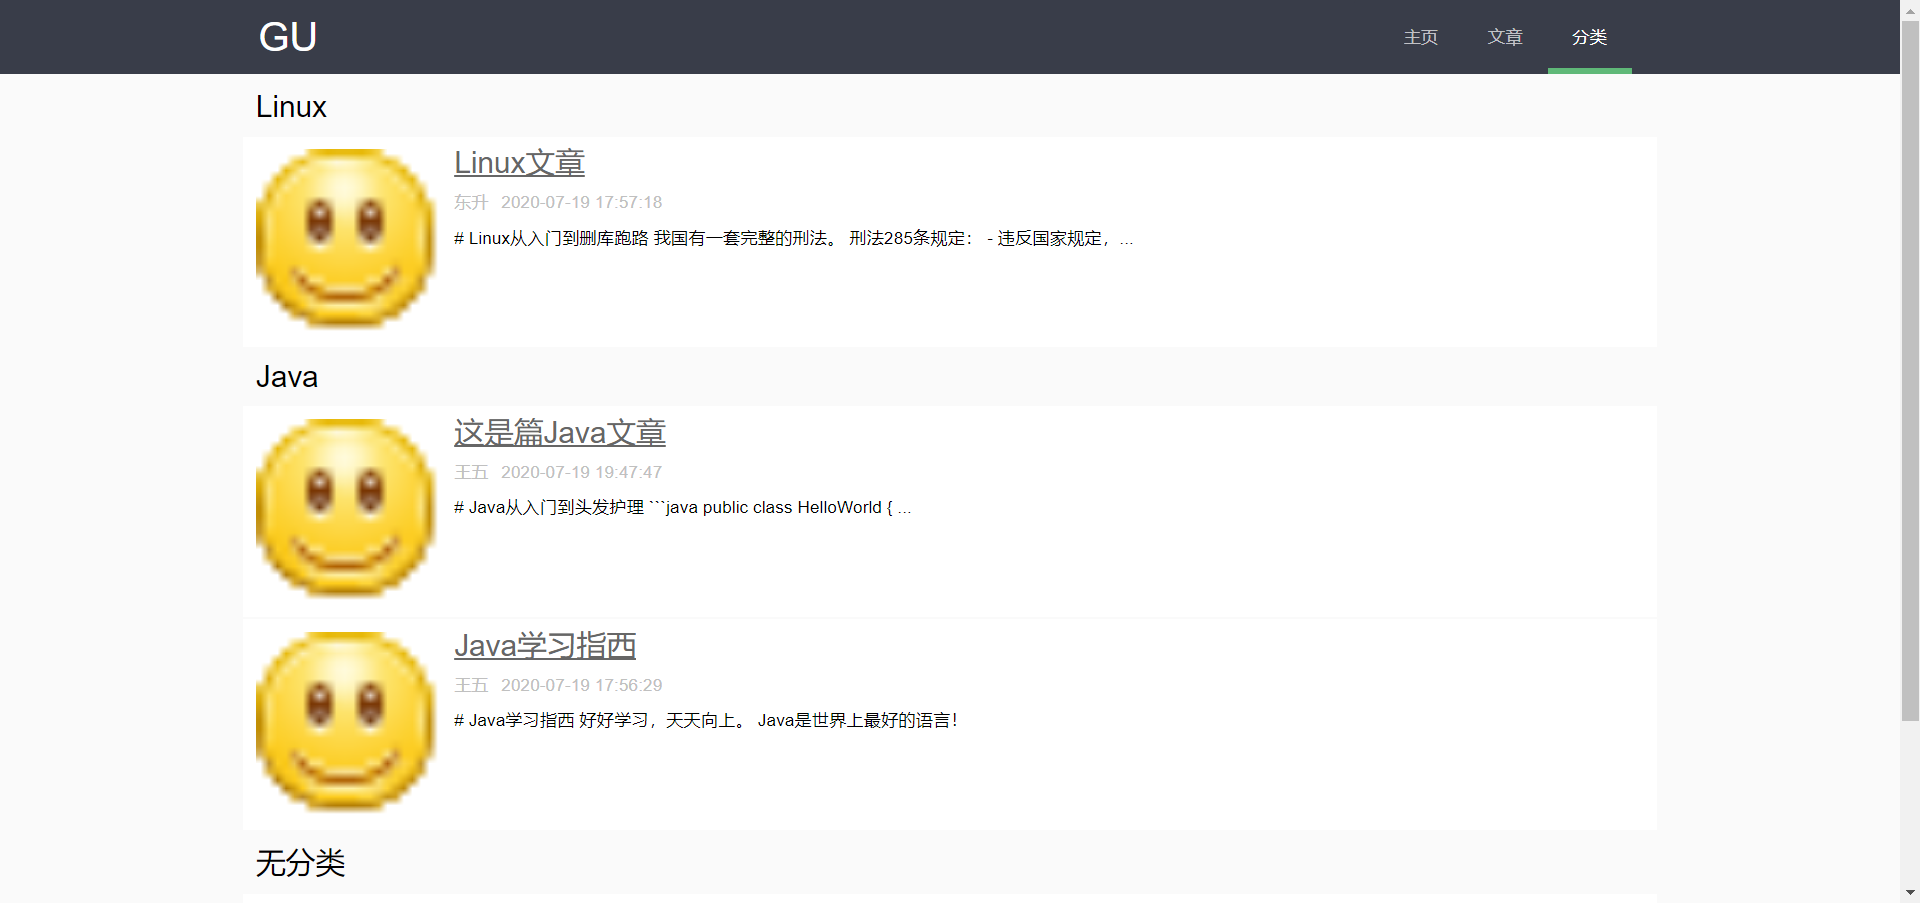 GU
主页 文章 分类
Linux
Linux文章
东升 2020-07-19 17:57:18
# Linux从入门到删库跑路 我国有一套完整的刑法。 刑法285条规定： - 违反国家规定，...
Java
这是篇Java文章
王五 2020-07-19 19:47:47
# Java从入门到头发护理 ```java public class HelloWorld { ...
Java学习指西
王五 2020-07-19 17:56:29
# Java学习指西 好好学习，天天向上。 Java是世界上最好的语言！
无分类